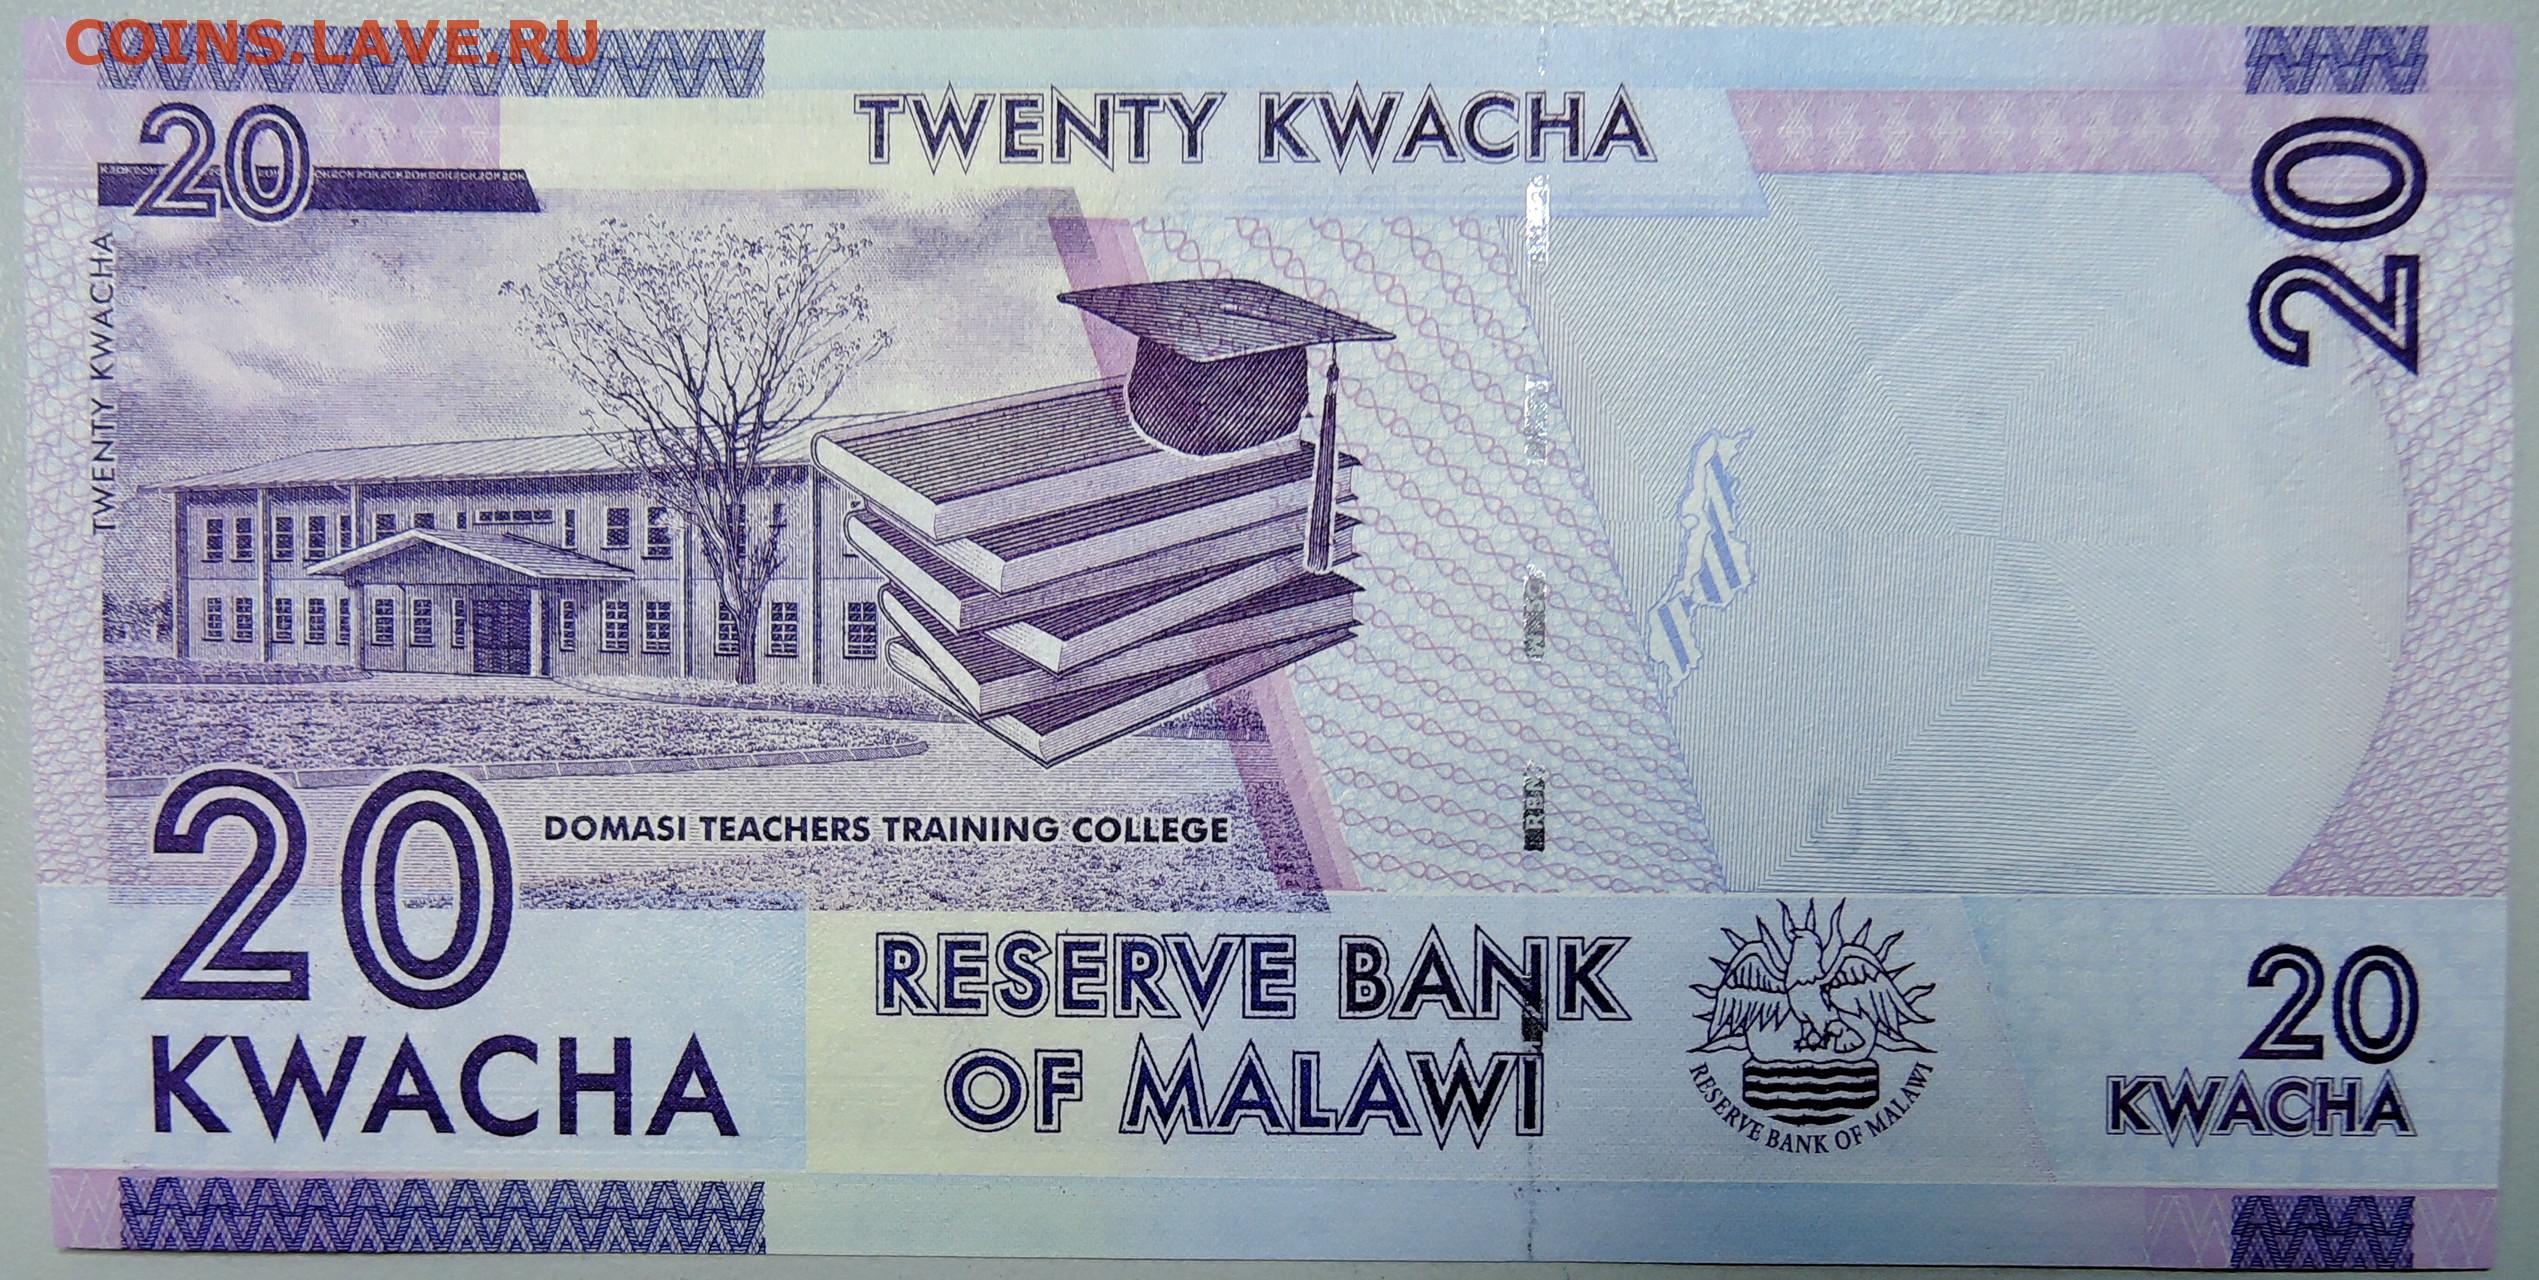 COINS.LAVE.RU
20
TWENTY KWACHA
20
TWENTY KWACHA
DOMASI TEACHERS TRAINING COLLEGE
20
KWACHA
RESERVE BANK
OF MALAWI
RESERVE BANK OF MALAWI
20
KWACHA